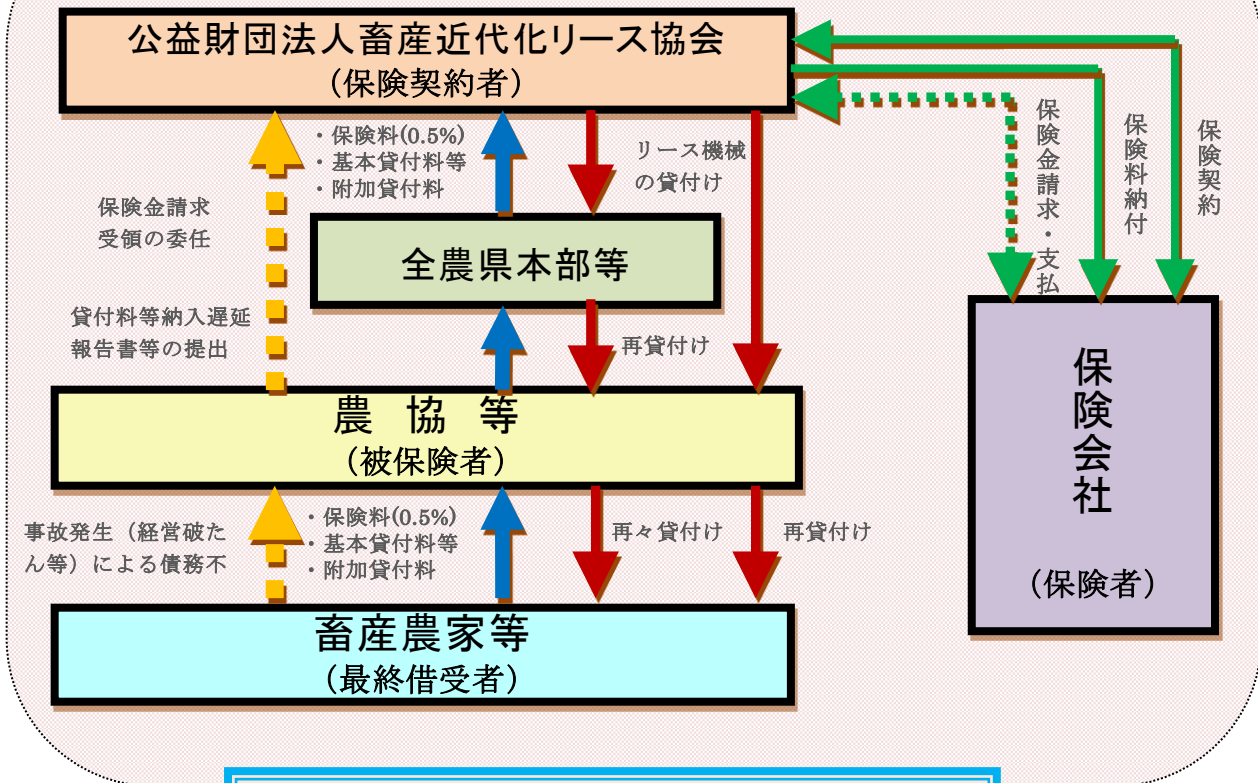 公益財団法人畜産近代化リース協会
(保険契約者)
・保険料(0.5%)
・基本貸付料等
・附加貸付料
リース機械
の貸付け
保険金請求・支払
保険料納付
保険契約
保険金請求
受領の委任
全農県本部等
貸付料等納入遅延
報告書等の提出
再貸付け
農 協 等
(被保険者)
保険会社
(保険者)
事故発生（経営破た
ん等）による債務不
・保険料(0.5%)
・基本貸付料等
・附加貸付料
再々貸付け
再貸付け
畜産農家等
(最終借受者)